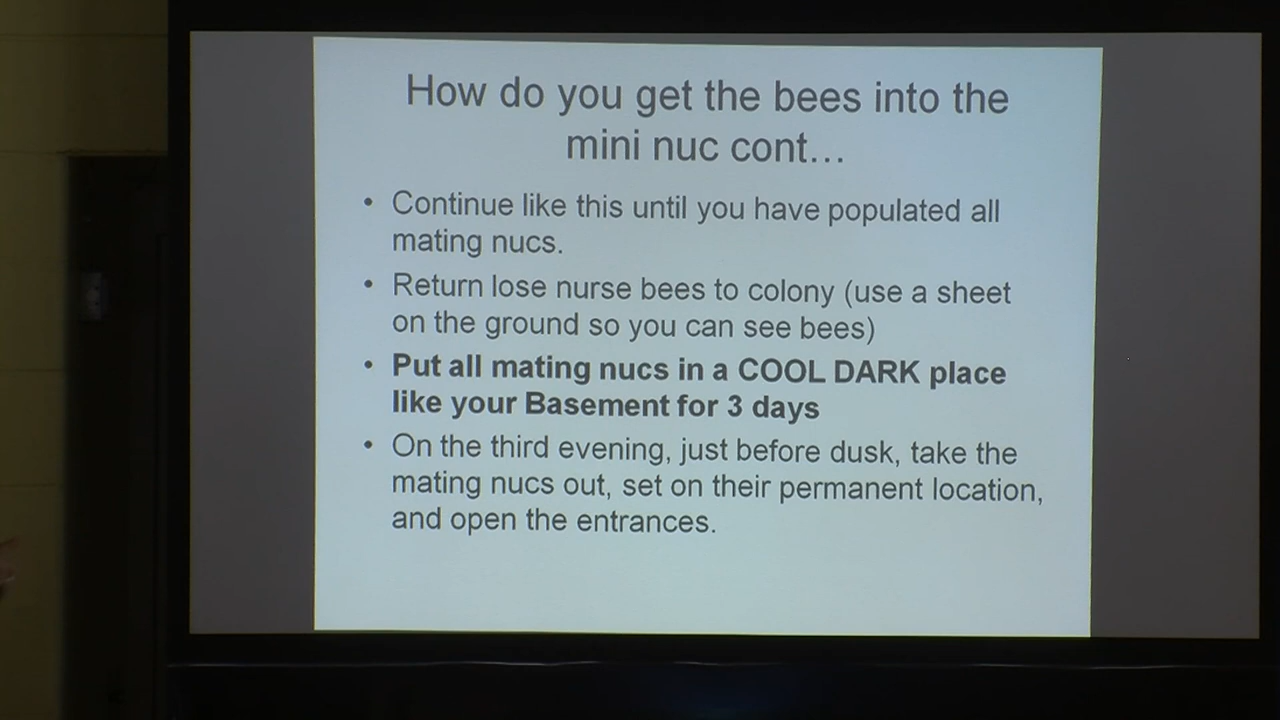 How do you get the bees into the
mini nuc cont…
• Continue like this until you have populated all
mating nucs.
• Return lose nurse bees to colony (use a sheet
on the ground so you can see bees)
• Put all mating nucs in a COOL DARK place
like your Basement for 3 days
• On the third evening, just before dusk, take the
mating nucs out, set on their permanent location,
and open the entrances.